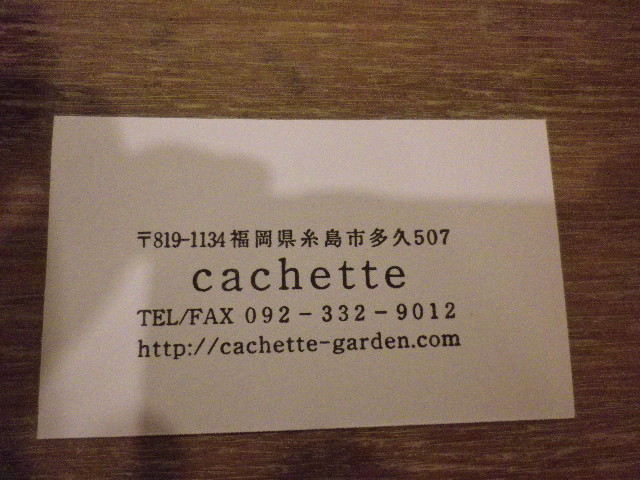 〒819-1134 福岡県糸島市多久507
cachette
TEL/FAX 092-332-9012
http://cachette-garden.com